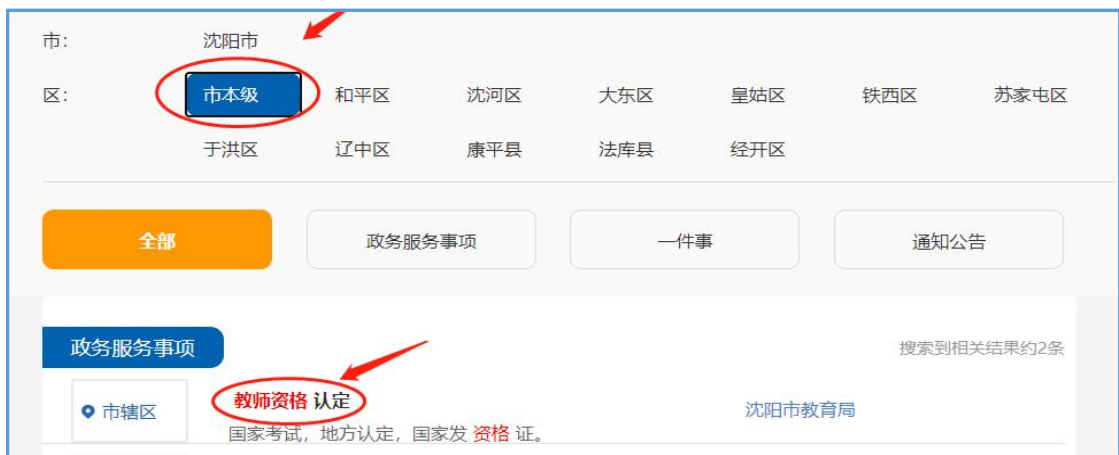 市： 沈阳市
区： 市本级 和平区 沈河区 大东区 皇姑区 铁西区 苏家屯区
于洪区 辽中区 康平县 法库县 经开区
全部 政务服务事项 一件事 通知公告
政务服务事项 搜索到相关结果约2条
市辖区 教师资格 认定 沈阳市教育局
国家考试，地方认定，国家发 资格 证。